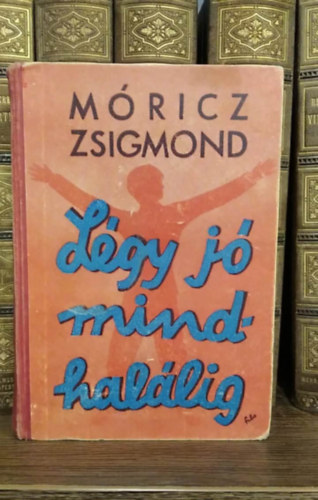 MÓRICZ
ZSIGMOND
Légy jó
mind-
halálig